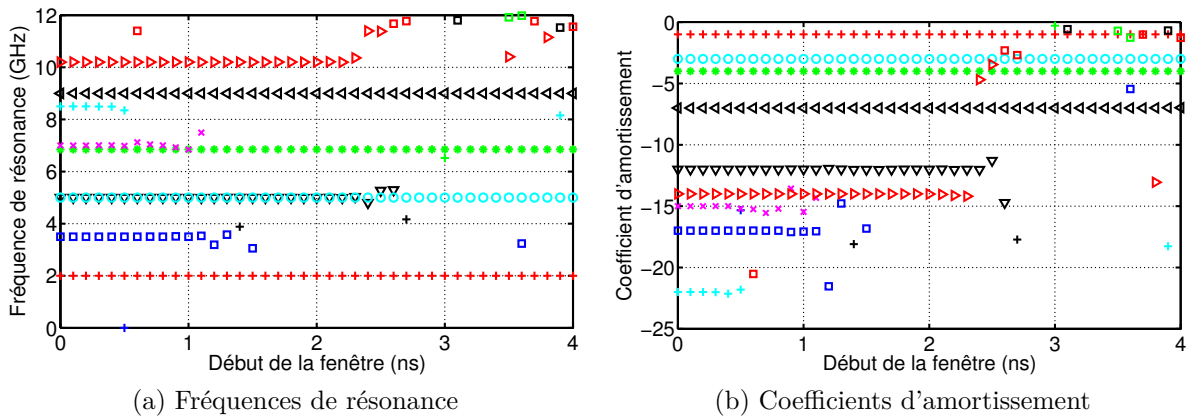 12
10
8
6
4
2
0
Fréquence de résonance (GHz)
0 1 2 3 4
Début de la fenêtre (ns)
(a) Fréquences de résonance
0
−5
−10
−15
−20
−25
Coefficient d'amortissement
0 1 2 3 4
Début de la fenêtre (ns)
(b) Coefficients d'amortissement